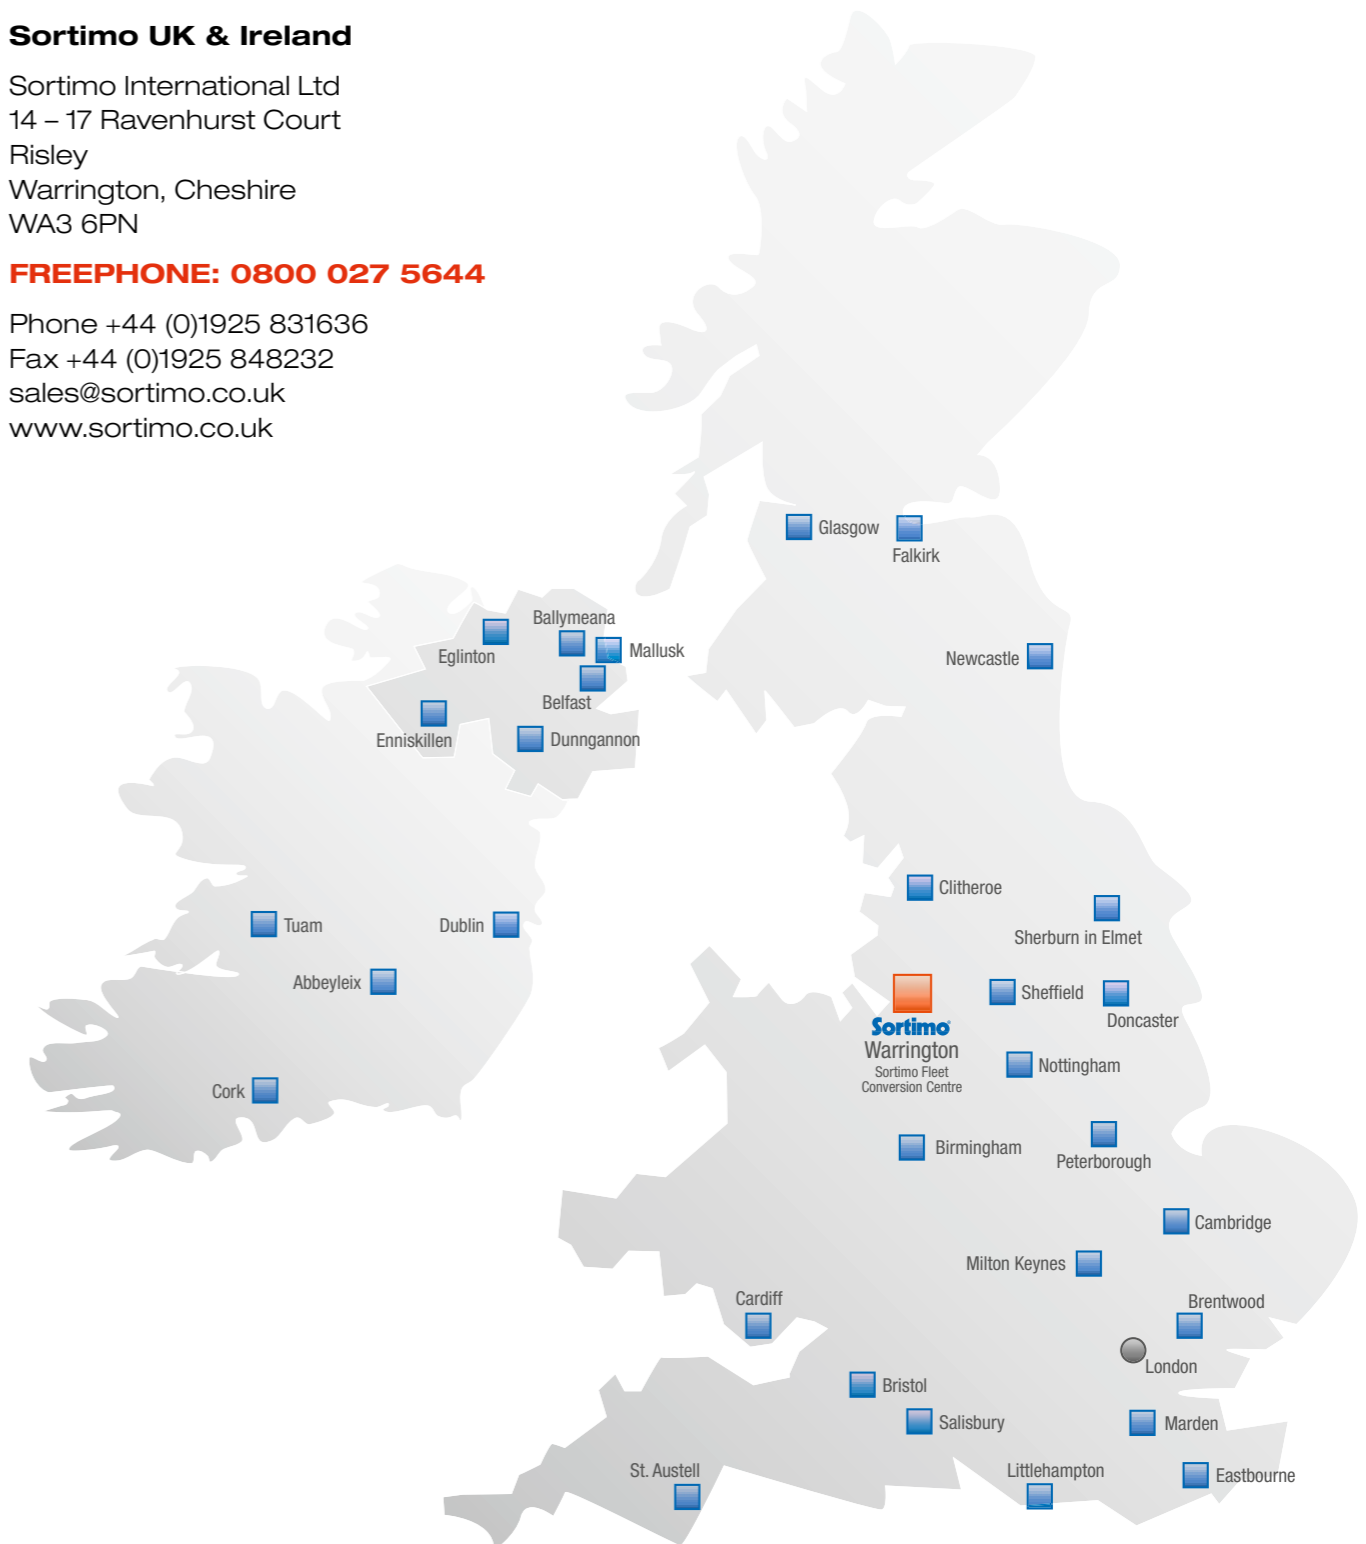 Sortimo UK & Ireland
Sortimo International Ltd
14 – 17 Ravenhurst Court
Risley
Warrington, Cheshire
WA3 6PN
FREEPHONE: 0800 027 5644
Phone +44 (0)1925 831636
Fax +44 (0)1925 848232
sales@sortimo.co.uk
www.sortimo.co.uk
Glasgow
Falkirk
Ballymeana
Eglinton
Mallusk
Newcastle
Belfast
Enniskillen
Dunngannon
Clitheroe
Tuam
Dublin
Sherburn in Elmet
Abbeyleix
Sheffield
Doncaster
Sortimo
Warrington
Sortimo Fleet
Conversion Centre
Nottingham
Cork
Birmingham
Peterborough
Cambridge
Milton Keynes
Cardiff
Brentwood
London
Bristol
Salisbury
Marden
St. Austell
Littlehampton
Eastbourne